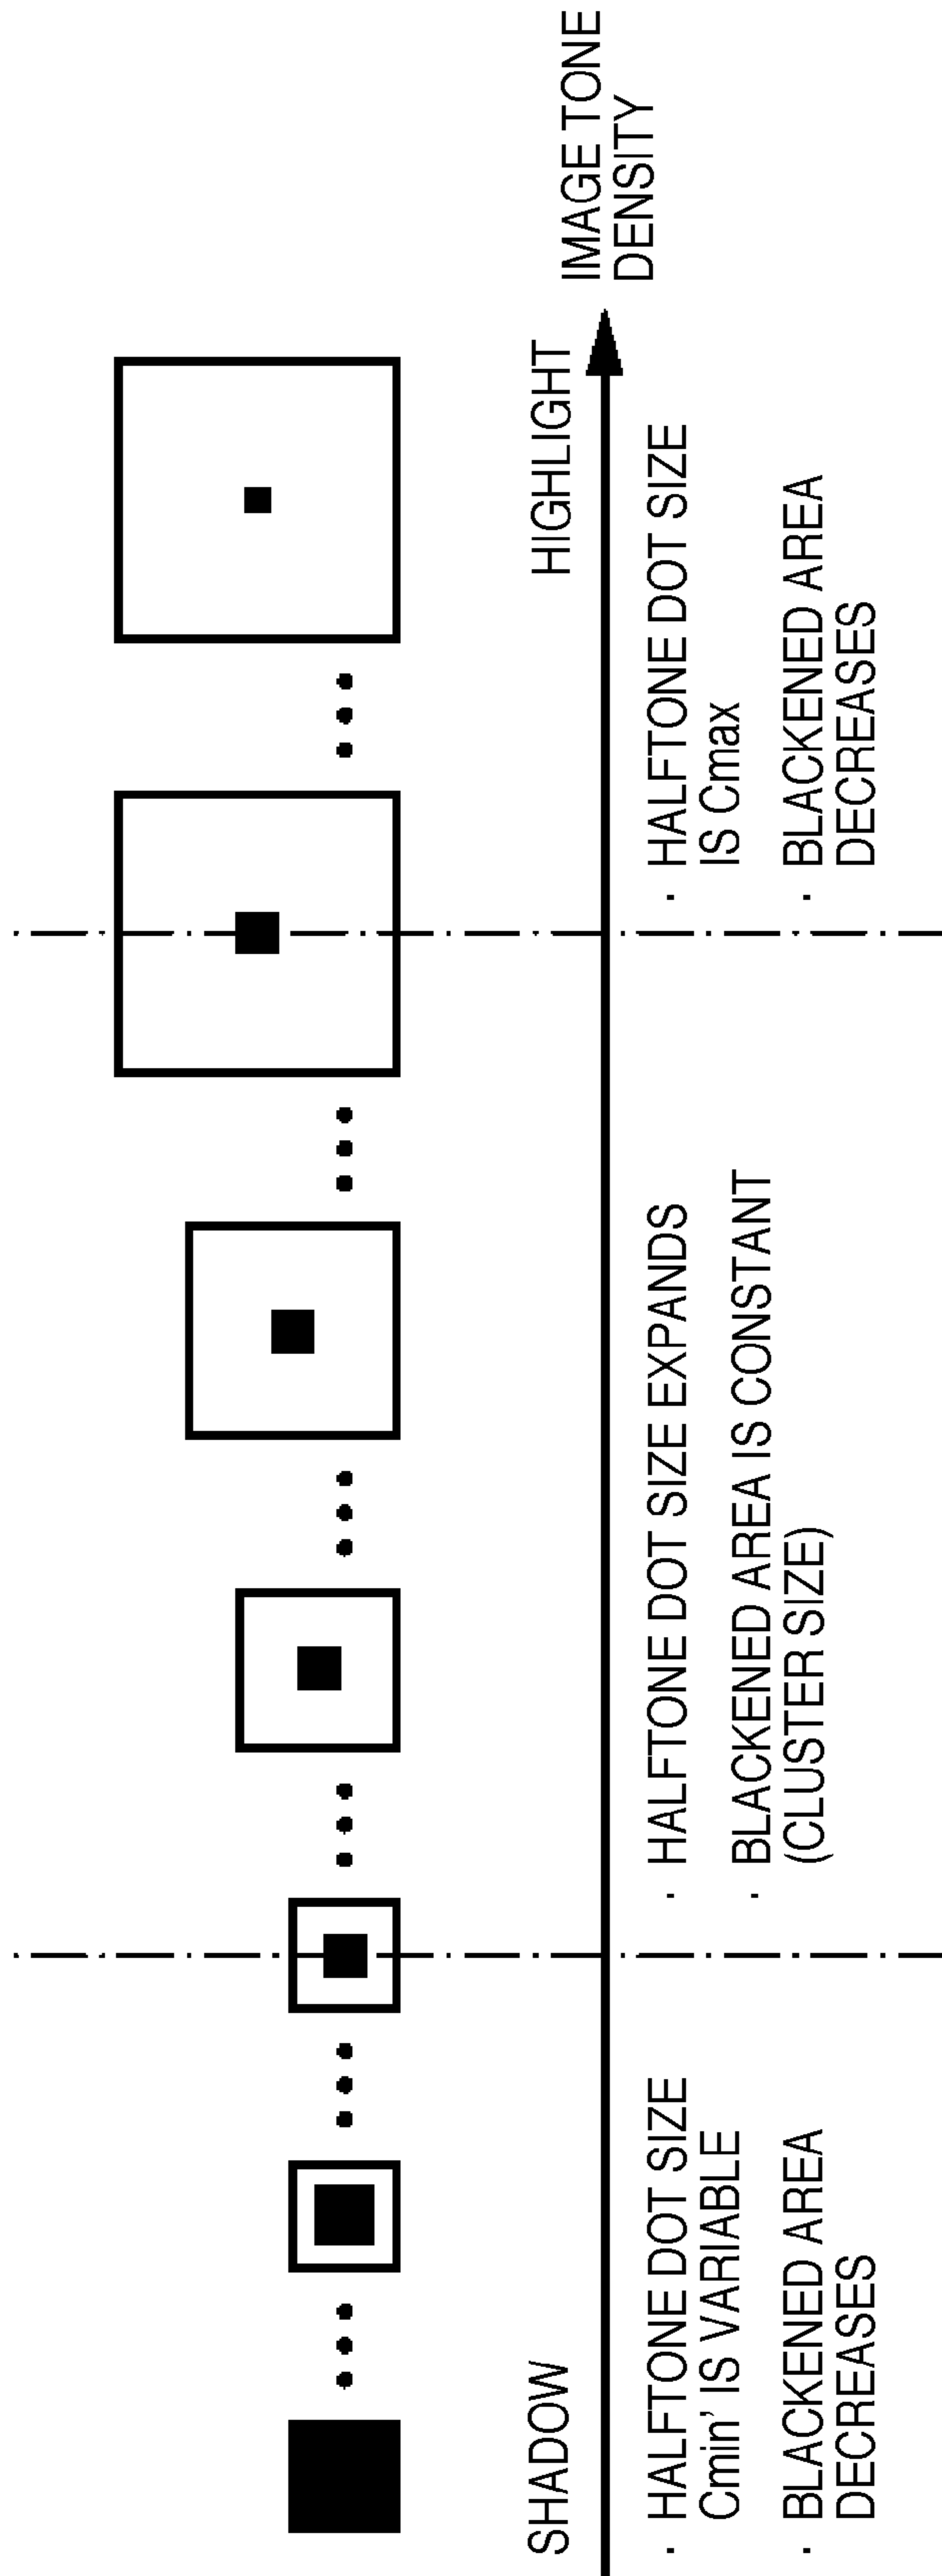 SHADOW
HIGHLIGHT
IMAGE TONE
DENSITY
· HALFTONE DOT SIZE
Cmin' IS VARIABLE
· BLACKENED AREA
DECREASES
· HALFTONE DOT SIZE EXPANDS
· BLACKENED AREA IS CONSTANT
(CLUSTER SIZE)
· HALFTONE DOT SIZE
IS Cmax
· BLACKENED AREA
DECREASES